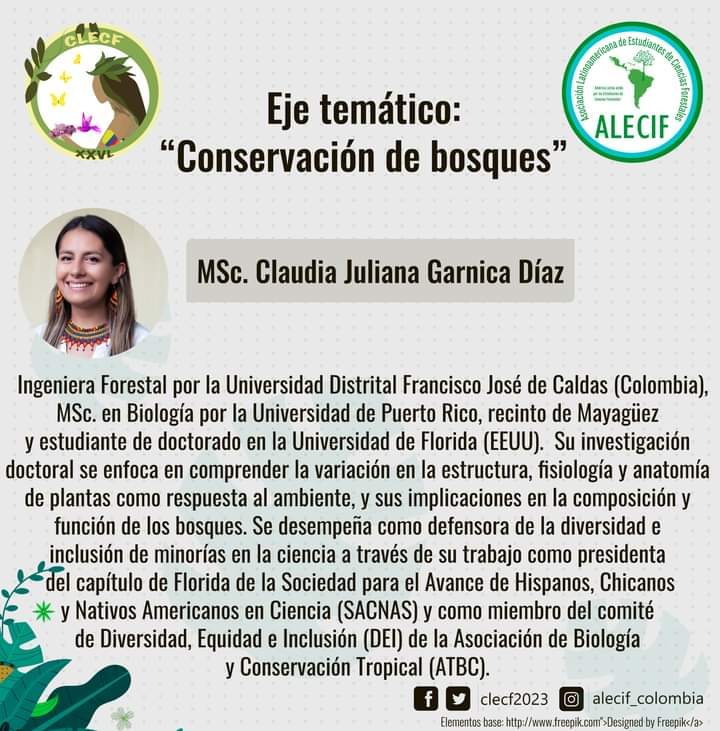 CLECF
XXVI
Asociación Latinoamericana de Estudiantes de Ciencias Forestales
ALECIF
Eje temático:
“Conservación de bosques”
MSc. Claudia Juliana Garnica Díaz
Ingeniera Forestal por la Universidad Distrital Francisco José de Caldas (Colombia),
MSc. en Biología por la Universidad de Puerto Rico, recinto de Mayagüez
y estudiante de doctorado en la Universidad de Florida (EEUU). Su investigación
doctoral se enfoca en comprender la variación en la estructura, fisiología y anatomía
de plantas como respuesta al ambiente, y sus implicaciones en la composición y
función de los bosques. Se desempeña como defensora de la diversidad e
inclusión de minorías en la ciencia a través de su trabajo como presidenta
del capítulo de Florida de la Sociedad para el Avance de Hispanos, Chicanos
y Nativos Americanos en Ciencia (SACNAS) y como miembro del comité
de Diversidad, Equidad e Inclusión (DEI) de la Asociación de Biología
y Conservación Tropical (ATBC).
clecf2023 alecif_colombia
Elementos base: http://www.freepik.com">Designed by Freepik</a>